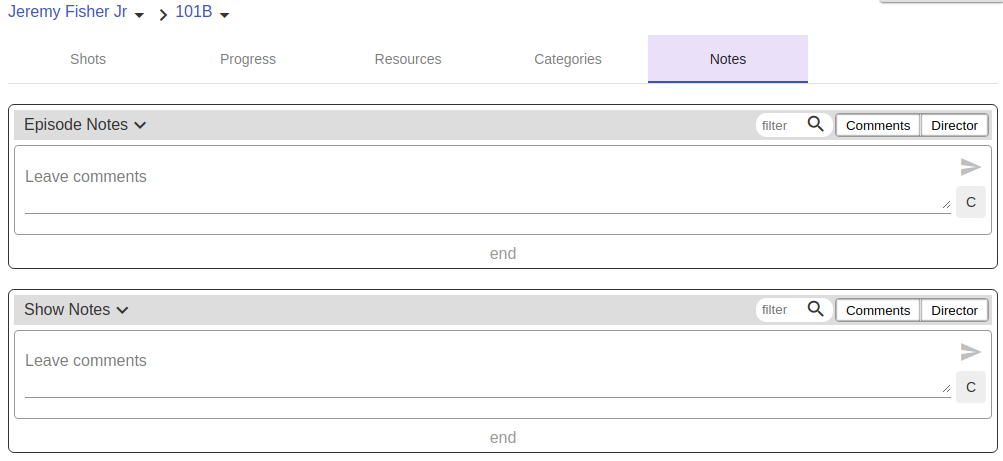 Jeremy Fisher Jr > 101B
Shots Progress Resources Categories Notes
Episode Notes filter Comments Director
Leave comments
C
end
Show Notes filter Comments Director
Leave comments
C
end